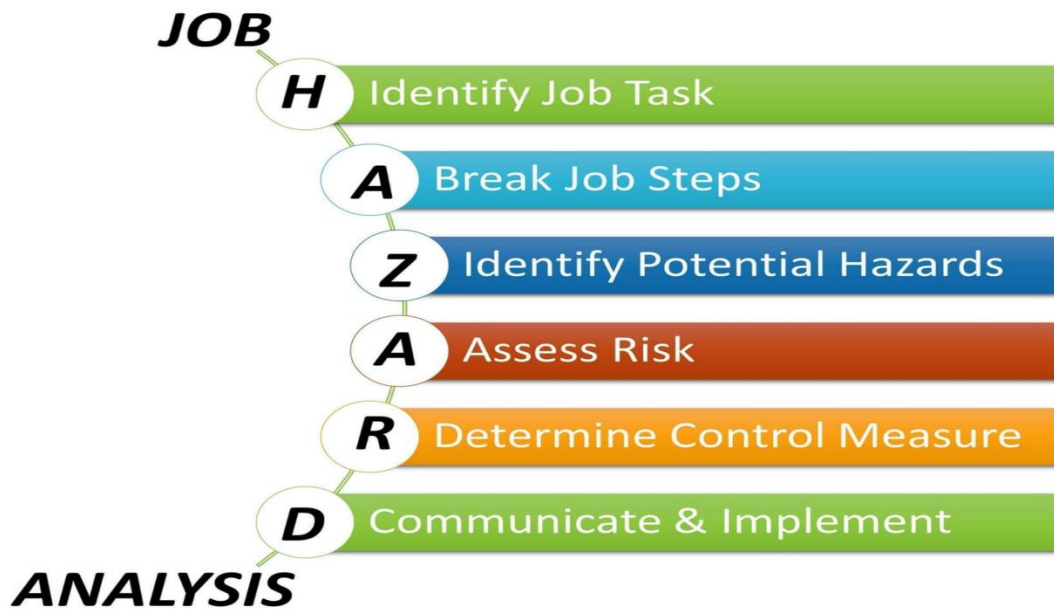 JOB
H Identify Job Task
A Break Job Steps
Z Identify Potential Hazards
A Assess Risk
R Determine Control Measure
D Communicate & Implement
ANALYSIS